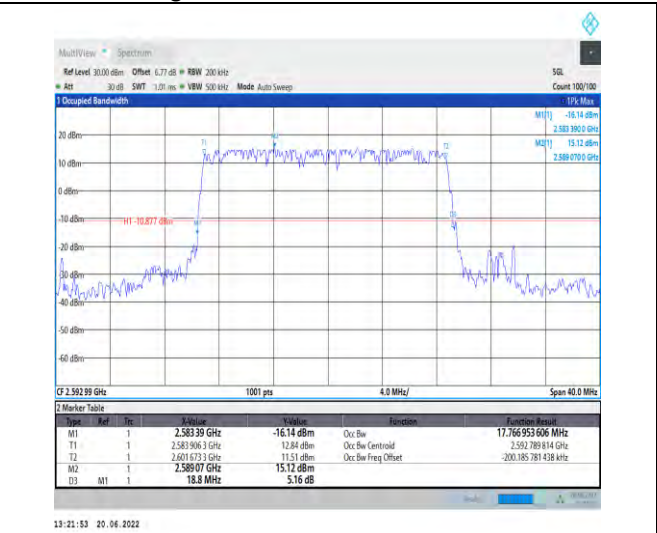 MultiView Spectrum
Ref Level 30.00 dBm Offset 6.77 dB RBW 200 kHz SGL
Att 30 dB SWT 1.01 ms VBW 500 kHz Mode Auto Sweep Count 100/100
1 Occupied Bandwidth 1Pk Max
M1[1] -16.14 dBm
2.583 390 0 GHz
M2[1] 15.12 dBm
2.589 070 0 GHz
20 dBm
T1 M2 T2
10 dBm
0 dBm
-10 dBm
H1 -10.877 dBm M1 D3
-20 dBm
-30 dBm
-40 dBm
-50 dBm
-60 dBm
CF 2.592 99 GHz 1001 pts 4.0 MHz/ Span 40.0 MHz
2 Marker Table
Type Ref Trc X-Value Y-Value Function Function Result
M1 1 2.583 39 GHz -16.14 dBm Occ Bw 17.766 953 606 MHz
T1 1 2.583 906 3 GHz 12.84 dBm Occ Bw Centroid 2.592 789 814 GHz
T2 1 2.601 673 3 GHz 11.51 dBm Occ Bw Freq Offset -200.185 781 438 kHz
M2 1 2.589 07 GHz 15.12 dBm
D3 M1 1 18.8 MHz 5.16 dB
13:21:53 20.06.2022